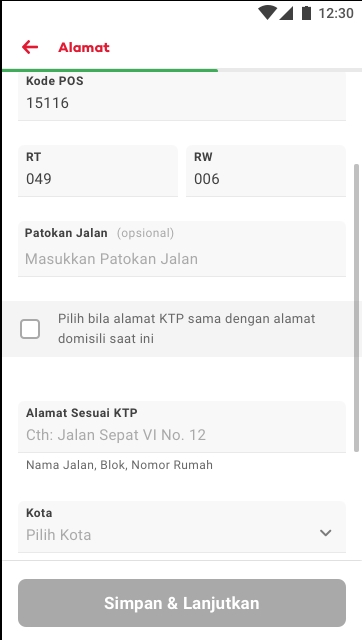 12:30
Alamat
Kode POS
15116
RT
RW
049
006
Patokan Jalan (opsional)
Masukkan Patokan Jalan
Pilih bila alamat KTP sama dengan alamat
domisili saat ini
Alamat Sesuai KTP
Cth: Jalan Sepat VI No. 12
Nama Jalan, Blok, Nomor Rumah
Kota
Pilih Kota
Simpan & Lanjutkan